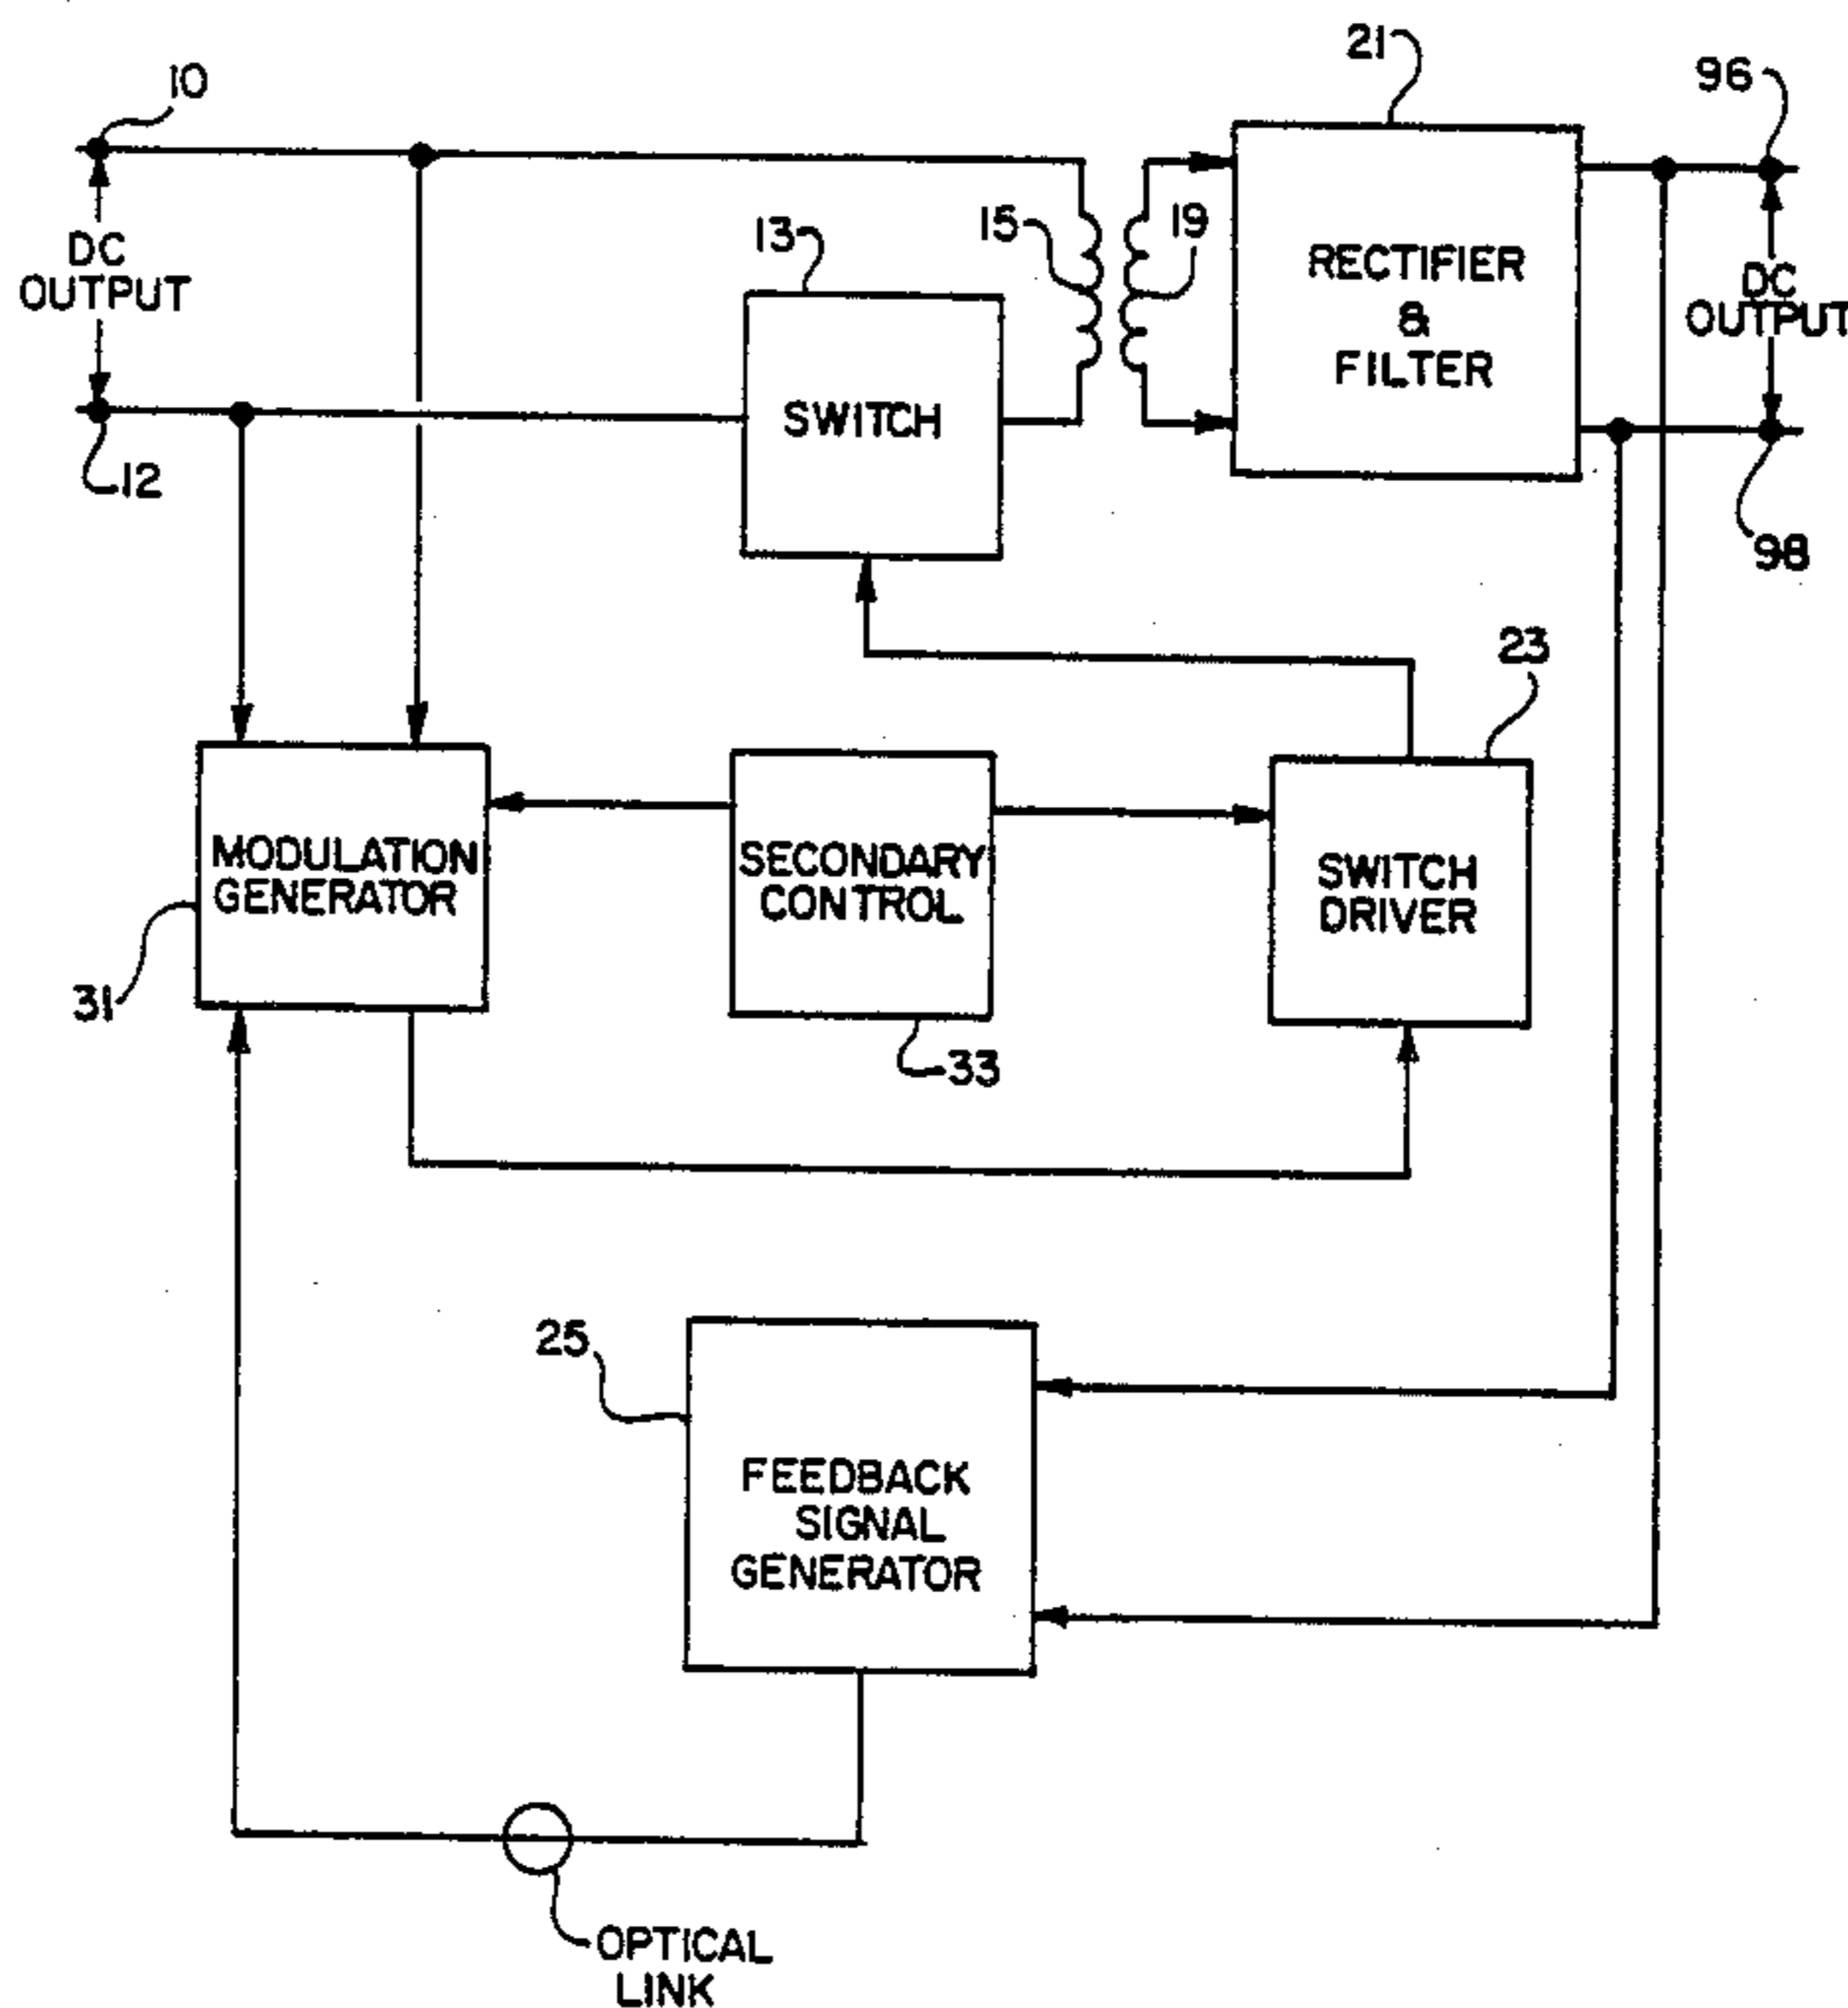 10
21
96
DC
OUTPUT
13
15
19
RECTIFIER
&
FILTER
DC
OUTPUT
12
SWITCH
98
23
MODULATION
GENERATOR
SECONDARY
CONTROL
SWITCH
DRIVER
31
33
25
FEEDBACK
SIGNAL
GENERATOR
OPTICAL
LINK